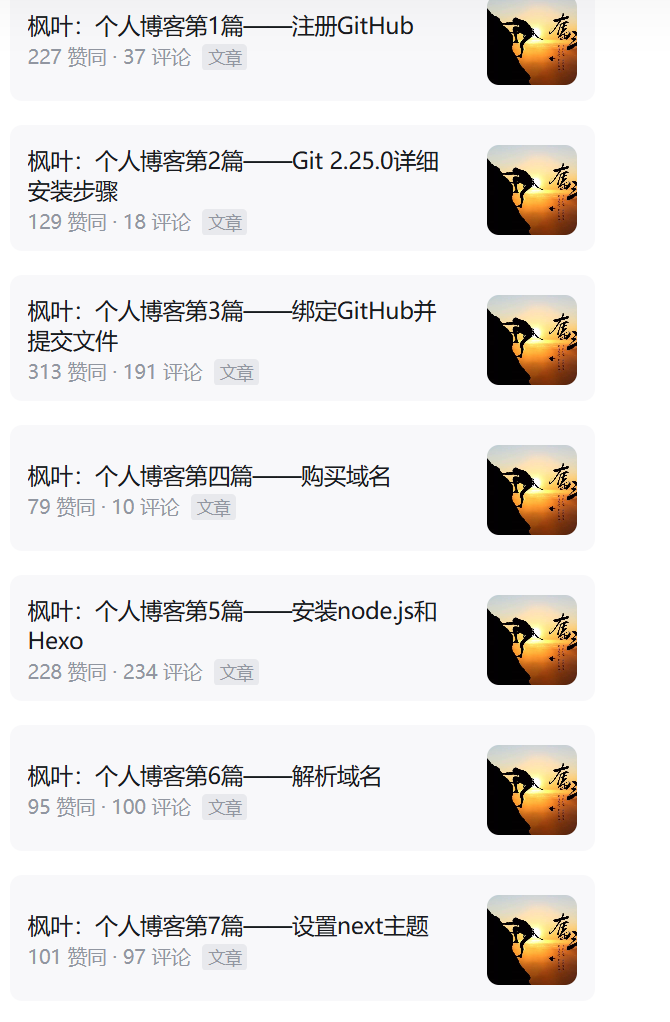 枫叶：个人博客第1篇——注册GitHub
227 赞同 · 37 评论 文章
枫叶：个人博客第2篇——Git 2.25.0详细
安装步骤
129 赞同 · 18 评论 文章
枫叶：个人博客第3篇——绑定GitHub并
提交文件
313 赞同 · 191 评论 文章
枫叶：个人博客第四篇——购买域名
79 赞同 · 10 评论 文章
枫叶：个人博客第5篇——安装node.js和
Hexo
228 赞同 · 234 评论 文章
枫叶：个人博客第6篇——解析域名
95 赞同 · 100 评论 文章
枫叶：个人博客第7篇——设置next主题
101 赞同 · 97 评论 文章